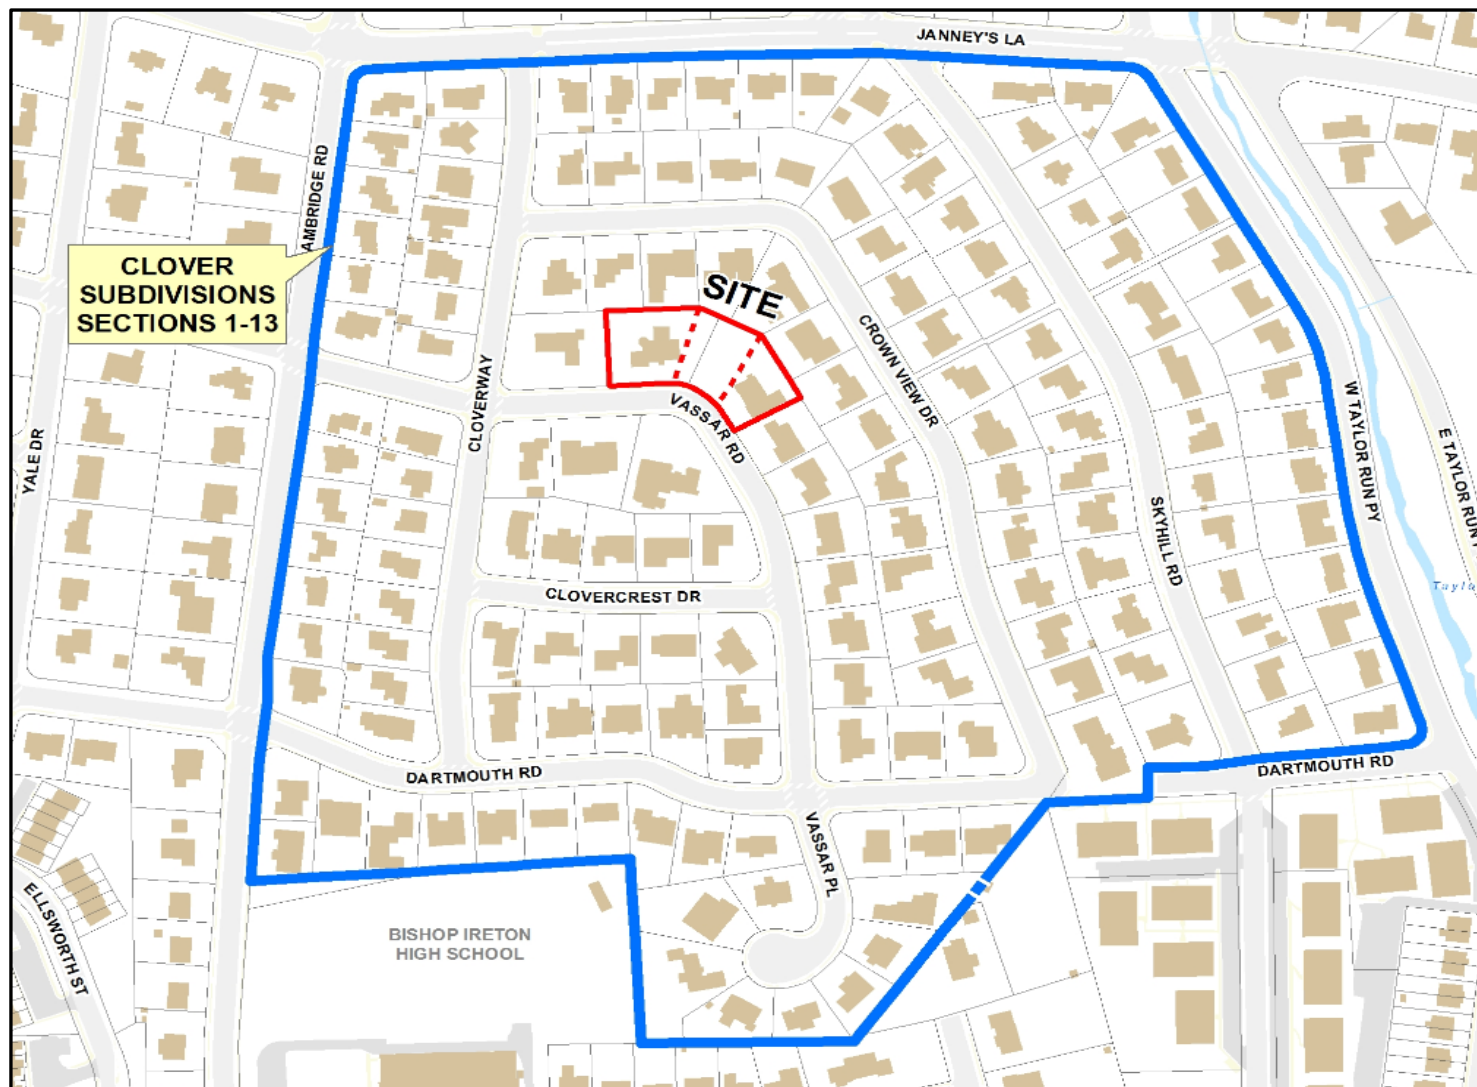 JANNEY'S LA
AMBRIDGE RD
CLOVER
SUBDIVISIONS
SECTIONS 1-13
SITE
CROWN VIEW DR
VASSAR RD
CLOVERWAY
YALE DR
W TAYLOR RUN PY
E TAYLOR RUN
SKYHILL RD
CLOVERCREST DR
DARTMOUTH RD
DARTMOUTH RD
VASSAR PL
ELLSWORTH ST
BISHOP IRETON
HIGH SCHOOL